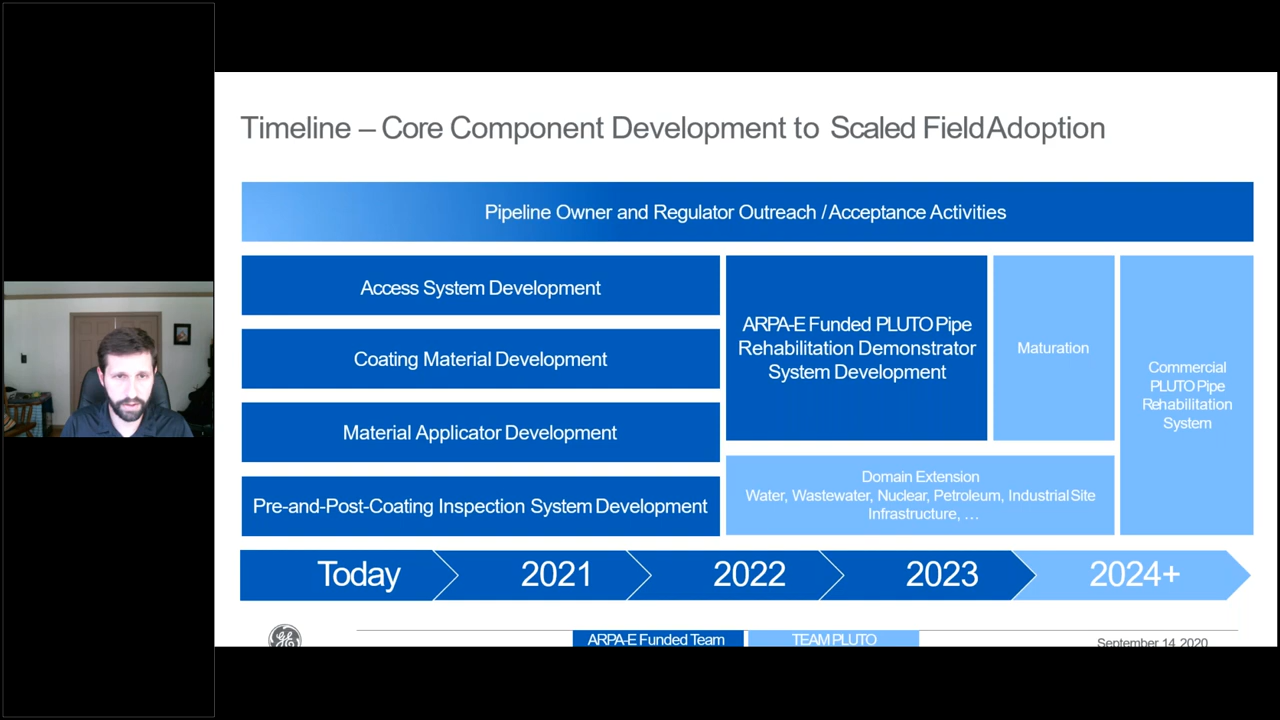 Timeline – Core Component Development to Scaled Field Adoption
Pipeline Owner and Regulator Outreach / Acceptance Activities
Access System Development
Coating Material Development
Material Applicator Development
Pre-and-Post-Coating Inspection System Development
ARPA-E Funded PLUTO Pipe
Rehabilitation Demonstrator
System Development
Maturation
Commercial
PLUTO Pipe
Rehabilitation
System
Domain Extension
Water, Wastewater, Nuclear, Petroleum, Industrial Site
Infrastructure, …
Today
2021
2022
2023
2024+
GE
ARPA-E Funded Team
TEAM PLUTO
September 14, 2020